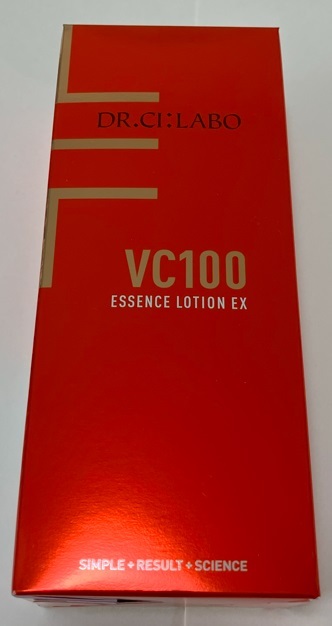 DR.CI:LABO
VC100
ESSENCE LOTION EX
SIMPLE + RESULT + SCIENCE